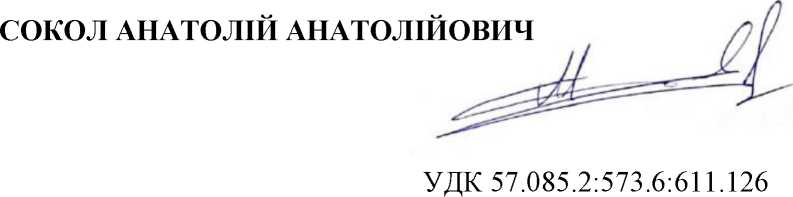 СОКОЛ АНАТОЛІЙ АНАТОЛІЙОВИЧ
УДК 57.085.2:573.6:611.126